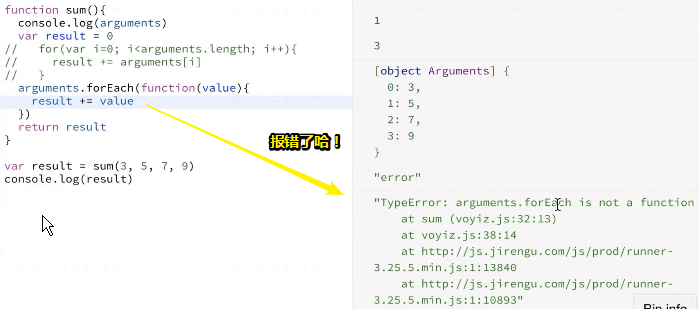 function sum(){
  console.log(arguments)
  var result = 0
//   for(var i=0; i<arguments.length; i++){
//     result += arguments[i]
//   }
  arguments.forEach(function(value){
    result += value
  })
  return result
}
var result = sum(3, 5, 7, 9)
console.log(result)
报错了哈！
1
3
[object Arguments] {
  0: 3,
  1: 5,
  2: 7,
  3: 9
}
"error"
"TypeError: arguments.forEach is not a function
    at sum (voyiz.js:32:13)
    at voyiz.js:38:14
    at http://js.jirengu.com/js/prod/runner-
3.25.5.min.js:1:13840
    at http://js.jirengu.com/js/prod/runner-
3.25.5.min.js:1:10893"
Bin info